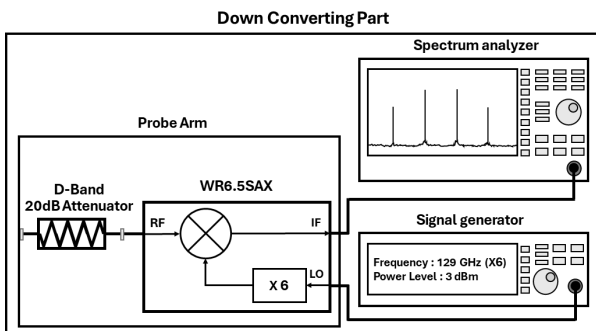 Down Converting Part
Spectrum analyzer
Probe Arm
D-Band
20dB Attenuator
WR6.5SAX
RF
IF
LO
X 6
Signal generator
Frequency : 129 GHz (X6)
Power Level : 3 dBm